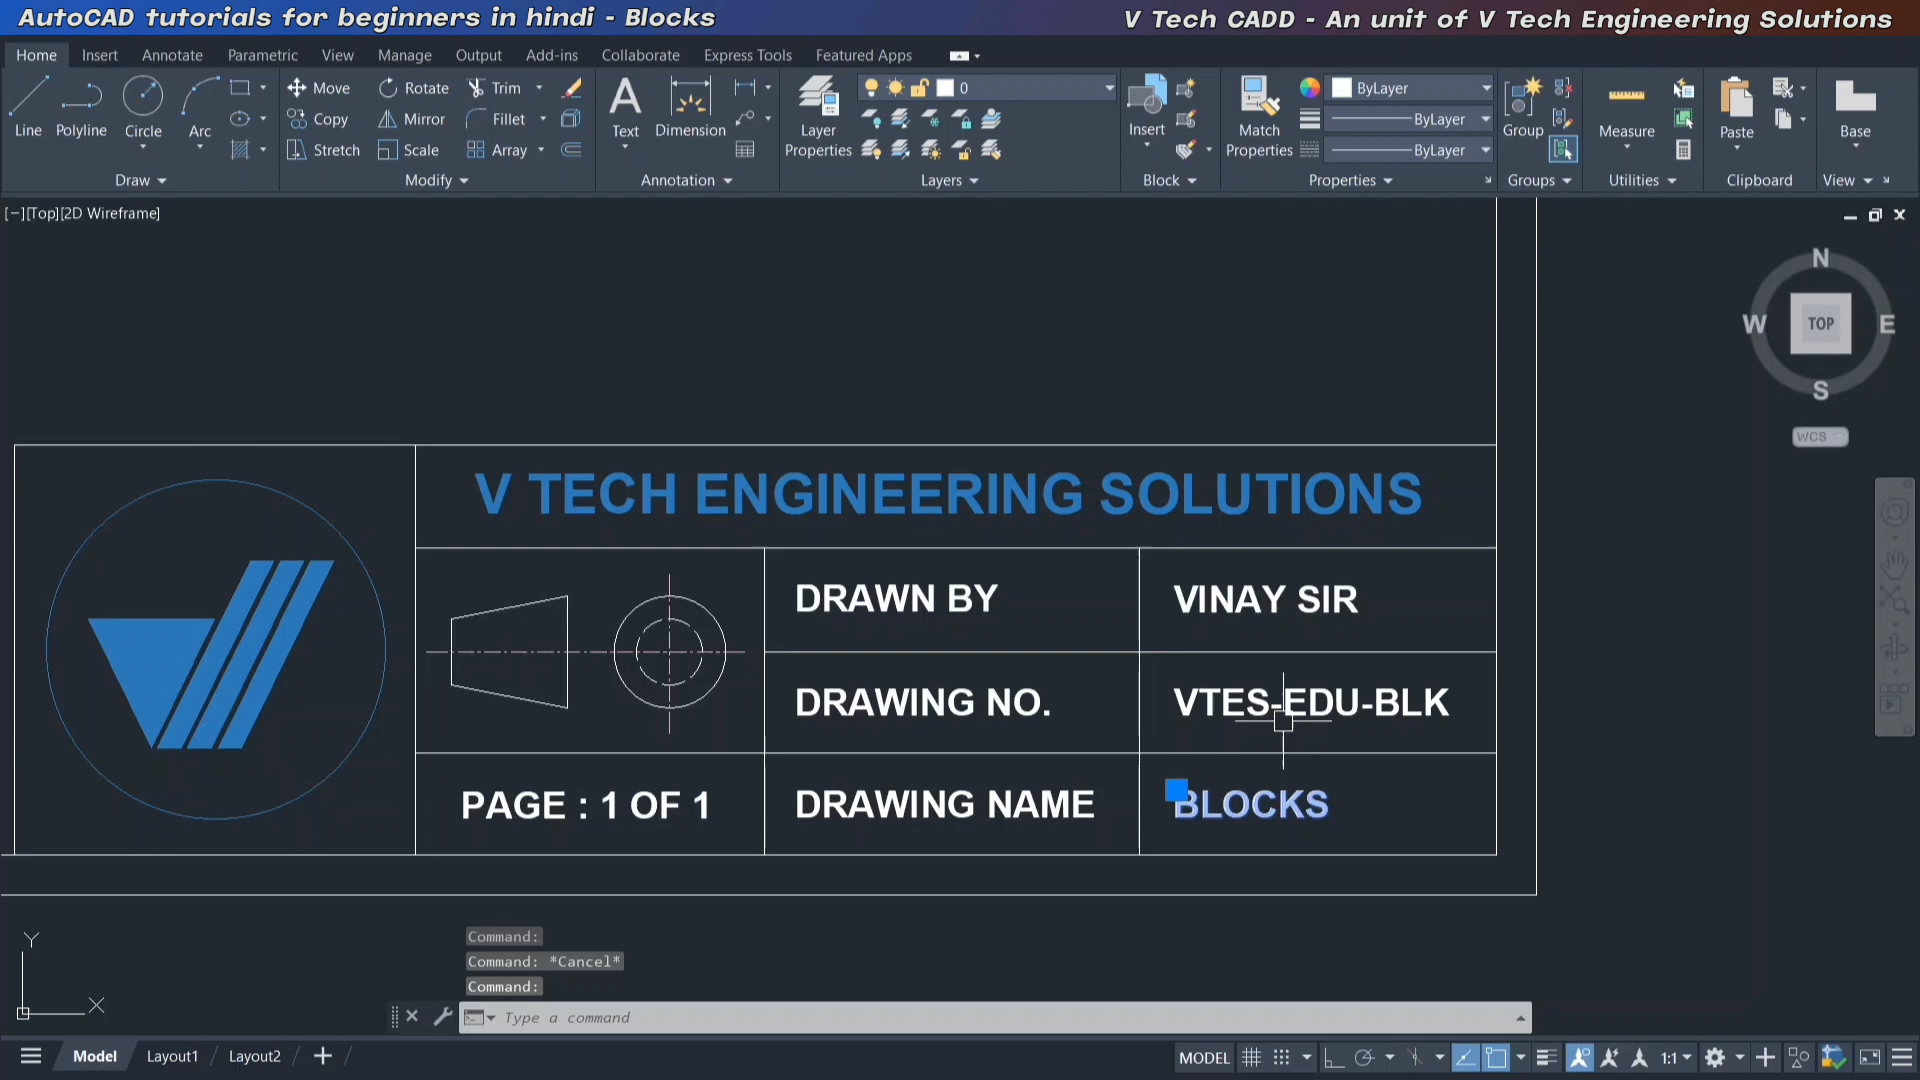 AutoCAD tutorials for beginners in hindi - Blocks
V Tech CADD - An unit of V Tech Engineering Solutions
Home Insert Annotate Parametric View Manage Output Add-ins Collaborate Express Tools Featured Apps
Line Polyline Circle Arc
Draw
Move Rotate Trim
Copy Mirror Fillet
Stretch Scale Array
Modify
Text Dimension
Annotation
Layer Properties
0
Layers
Insert
Block
Match Properties
ByLayer
ByLayer
ByLayer
Properties
Group
Groups
Measure
Utilities
Paste
Clipboard
Base
View
[−][Top][2D Wireframe]
N
W TOP E
S
WCS
V TECH ENGINEERING SOLUTIONS
DRAWN BY VINAY SIR
DRAWING NO. VTES-EDU-BLK
PAGE : 1 OF 1 DRAWING NAME BLOCKS
Y
X
Command:
Command: *Cancel*
Command:
Type a command
Model Layout1 Layout2
MODEL 1:1